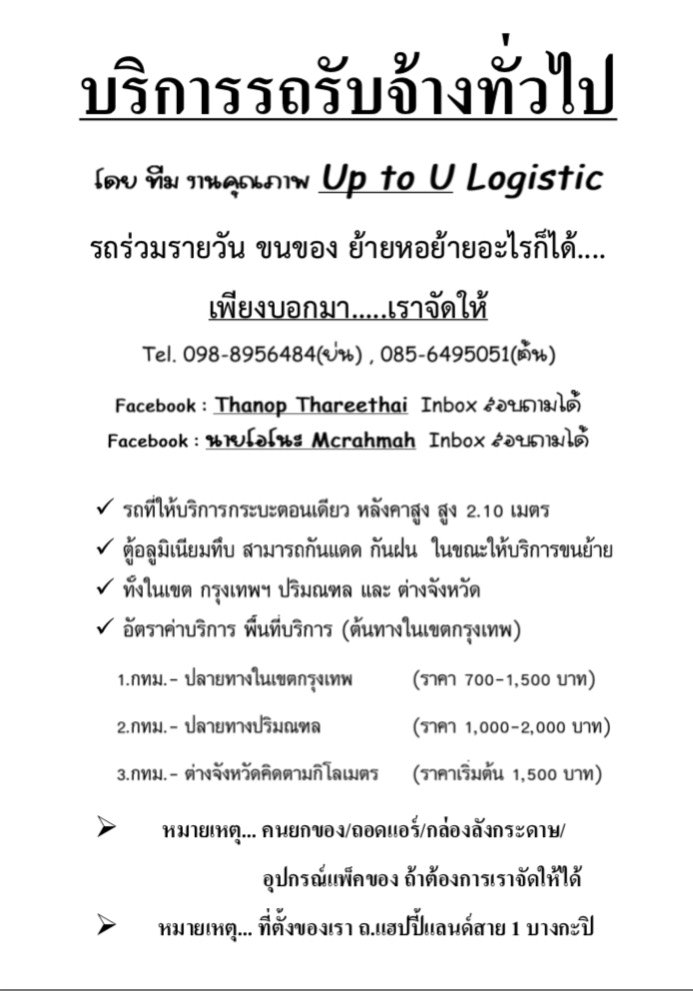 บริการรถรับจ้างทั่วไป
โดย ทีม งานคุณภาพ Up to U Logistic
รถร่วมรายวัน ขนของ ย้ายหอย้ายอะไรก็ได้....
เพียงบอกมา.....เราจัดให้
Tel. 098-8956484(บ่น) , 085-6495051(ต้น)
Facebook : Thanop Thareethai Inbox สอบถามได้
Facebook : นายโอโนะ Mcrahmah Inbox สอบถามได้
✓ รถที่ให้บริการกระบะตอนเดียว หลังคาสูง สูง 2.10 เมตร
✓ ตู้อลูมิเนียมทึบ สามารถกันแดด กันฝน ในขณะให้บริการขนย้าย
✓ ทั้งในเขต กรุงเทพฯ ปริมณฑล และ ต่างจังหวัด
✓ อัตราค่าบริการ พื้นที่บริการ (ต้นทางในเขตกรุงเทพ)
1.กทม.- ปลายทางในเขตกรุงเทพ (ราคา 700-1,500 บาท)
2.กทม.- ปลายทางปริมณฑล (ราคา 1,000-2,000 บาท)
3.กทม.- ต่างจังหวัดคิดตามกิโลเมตร (ราคาเริ่มต้น 1,500 บาท)
➢ หมายเหตุ... คนยกของ/ถอดแอร์/กล่องลังกระดาษ/
อุปกรณ์แพ็คของ ถ้าต้องการเราจัดให้ได้
➢ หมายเหตุ... ที่ตั้งของเรา ถ.แฮปปี้แลนด์สาย 1 บางกะปิ